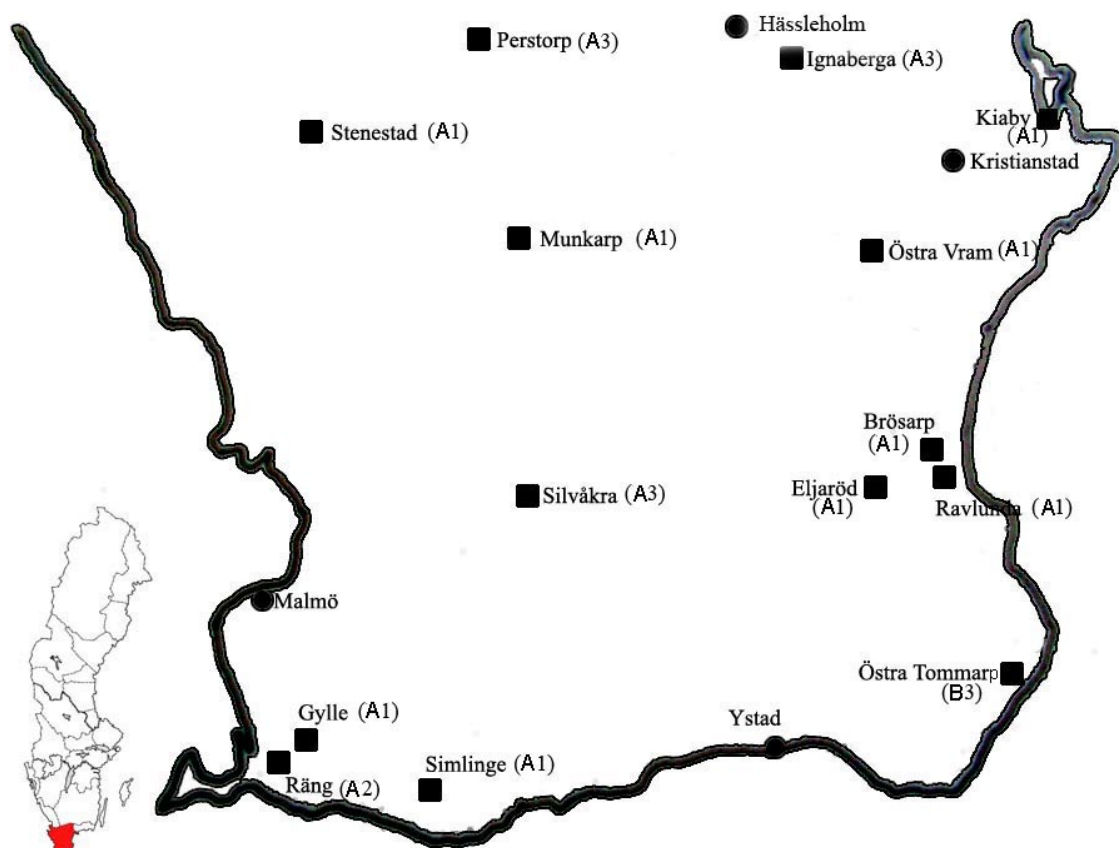 Hässleholm
Perstorp (A3)
Ignaberga (A3)
Kiaby
(A1)
Stenestad (A1)
Kristianstad
Munkarp (A1)
Östra Vram (A1)
Brösarp
(A1)
Silvåkra (A3)
Eljaröd
(A1)
Ravlunda (A1)
Malmö
Östra Tommarp
(B3)
Gylle (A1)
Ystad
Simlinge (A1)
Räng (A2)